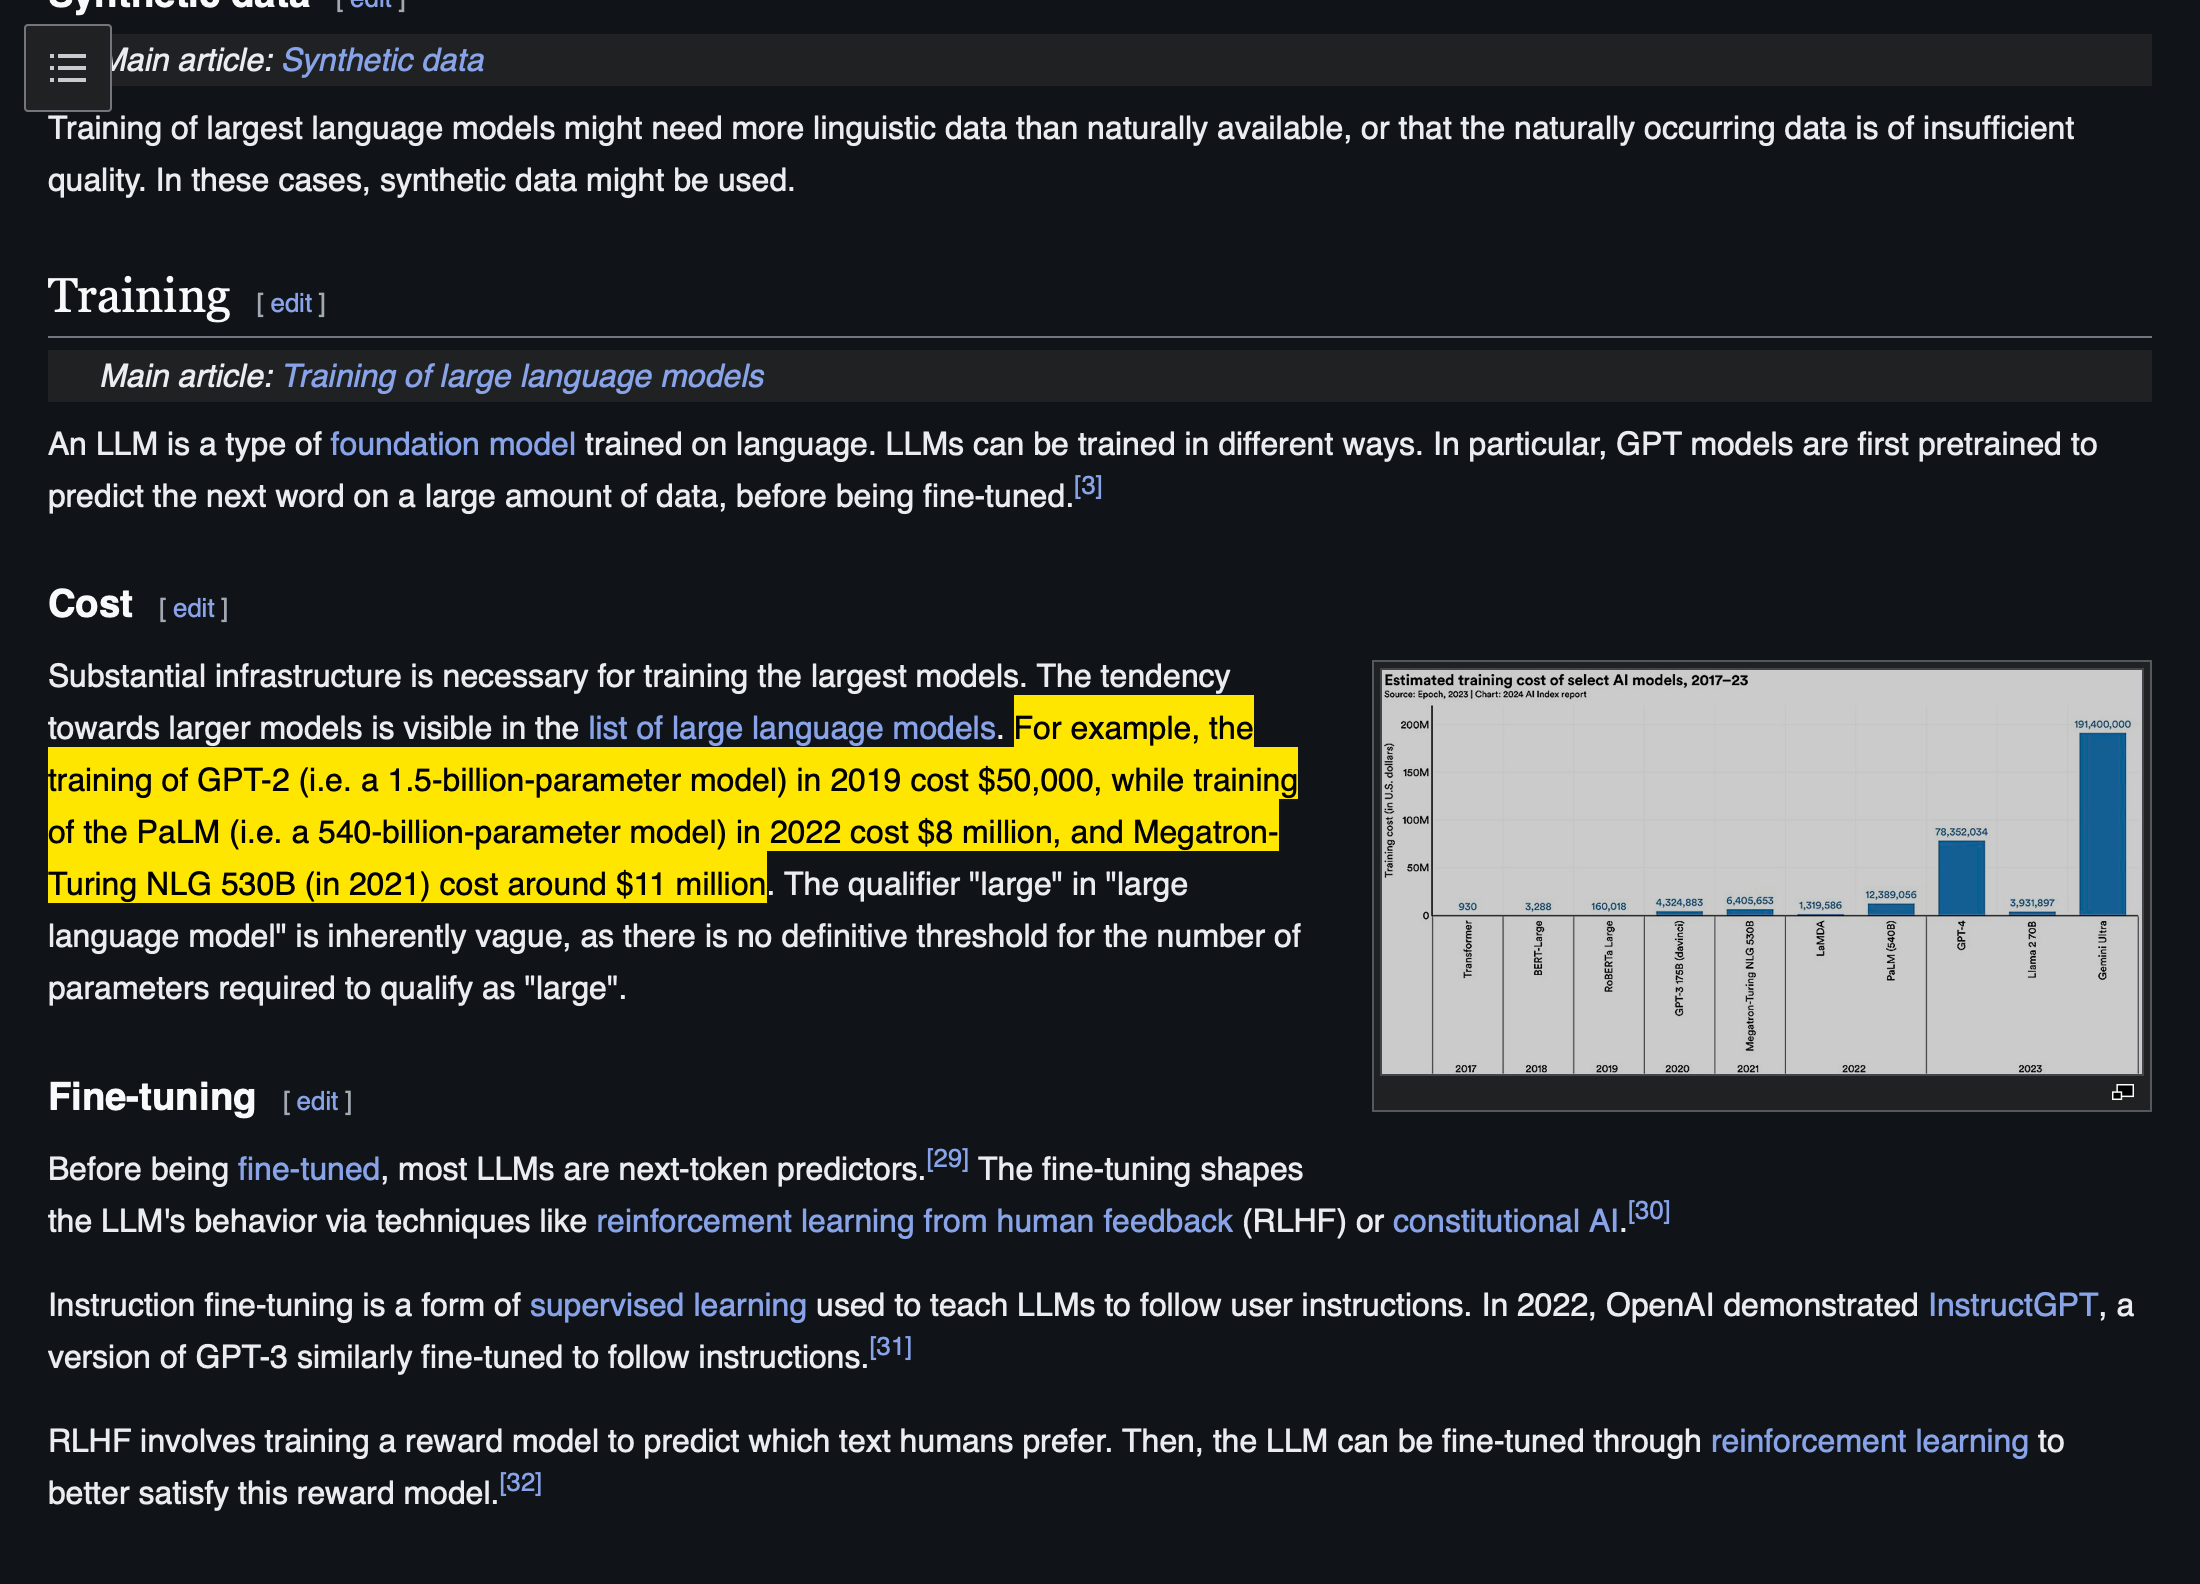 Synthetic data [ edit ]
Main article: Synthetic data
Training of largest language models might need more linguistic data than naturally available, or that the naturally occurring data is of insufficient
quality. In these cases, synthetic data might be used.
Training [ edit ]
Main article: Training of large language models
An LLM is a type of foundation model trained on language. LLMs can be trained in different ways. In particular, GPT models are first pretrained to
predict the next word on a large amount of data, before being fine-tuned.[3]
Cost [ edit ]
Substantial infrastructure is necessary for training the largest models. The tendency
towards larger models is visible in the list of large language models. For example, the
training of GPT-2 (i.e. a 1.5-billion-parameter model) in 2019 cost $50,000, while training
of the PaLM (i.e. a 540-billion-parameter model) in 2022 cost $8 million, and Megatron-
Turing NLG 530B (in 2021) cost around $11 million. The qualifier "large" in "large
language model" is inherently vague, as there is no definitive threshold for the number of
parameters required to qualify as "large".
Estimated training cost of select AI models, 2017–23
Source: Epoch, 2023 | Chart: 2024 AI Index report
Training cost (in U.S. dollars)
200M
150M
100M
50M
0
930
3,288
160,018
4,324,883
6,405,653
1,319,586
12,389,056
78,352,034
3,931,897
191,400,000
Transformer
BERT-Large
RoBERTa Large
GPT-3 175B (davinci)
Megatron-Turing NLG 530B
LaMDA
PaLM (540B)
GPT-4
Llama 2 70B
Gemini Ultra
2017 2018 2019 2020 2021 2022 2023
Fine-tuning [ edit ]
Before being fine-tuned, most LLMs are next-token predictors.[29] The fine-tuning shapes
the LLM's behavior via techniques like reinforcement learning from human feedback (RLHF) or constitutional AI.[30]
Instruction fine-tuning is a form of supervised learning used to teach LLMs to follow user instructions. In 2022, OpenAI demonstrated InstructGPT, a
version of GPT-3 similarly fine-tuned to follow instructions.[31]
RLHF involves training a reward model to predict which text humans prefer. Then, the LLM can be fine-tuned through reinforcement learning to
better satisfy this reward model.[32]